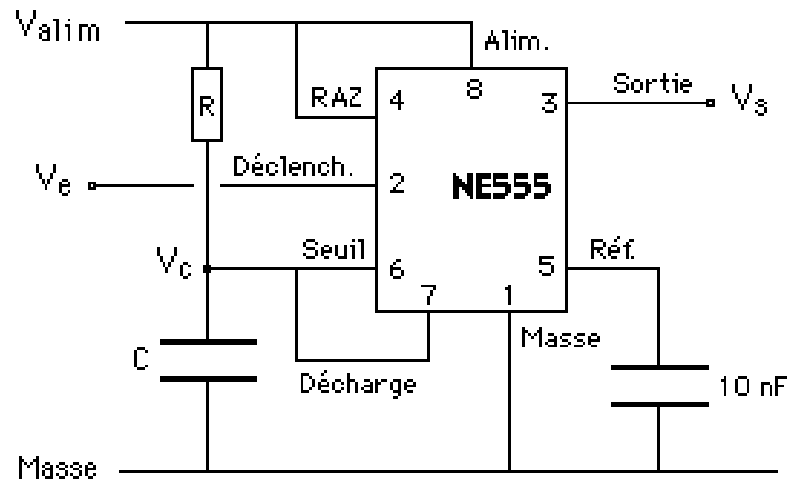 Valim
Alim.
Sortie
Vs
RAZ
4
8
3
R
Déclench.
Ve
2
NE555
Vc
Seuil
6
5
Réf.
7
1
Masse
C
Décharge
10 nF
Masse